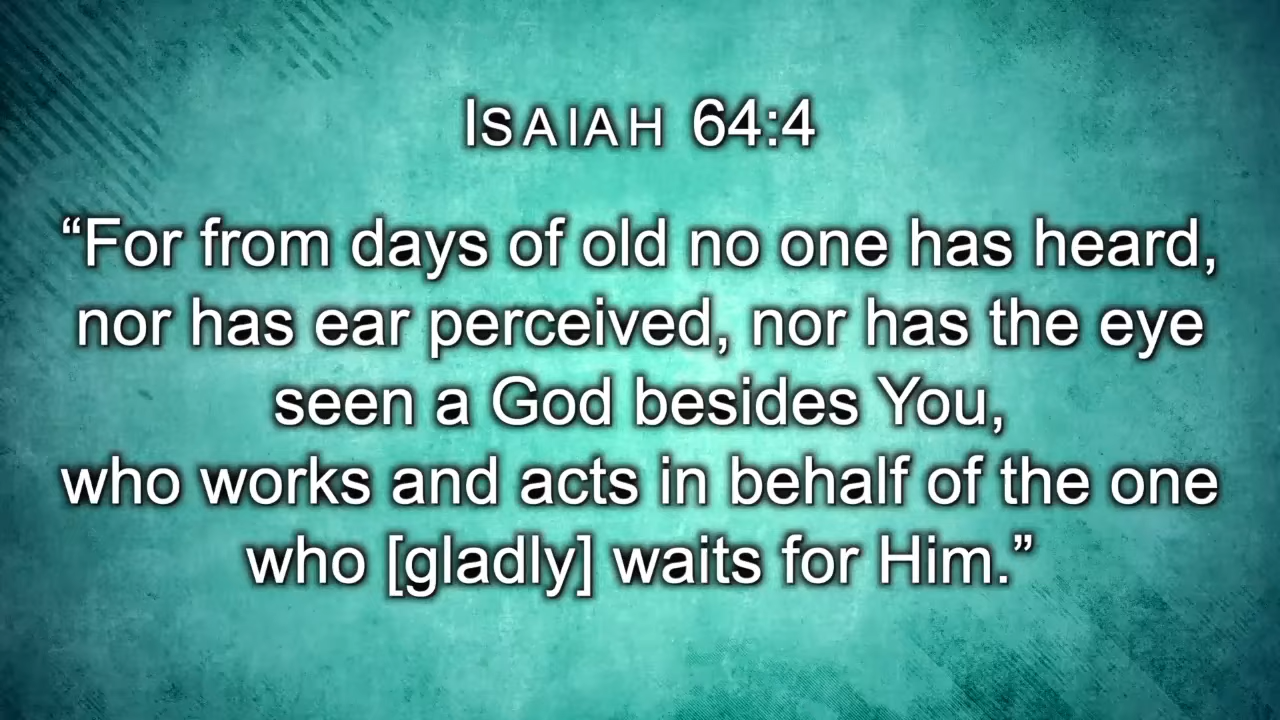 ISAIAH 64:4
“For from days of old no one has heard,
nor has ear perceived, nor has the eye
seen a God besides You,
who works and acts in behalf of the one
who [gladly] waits for Him.”